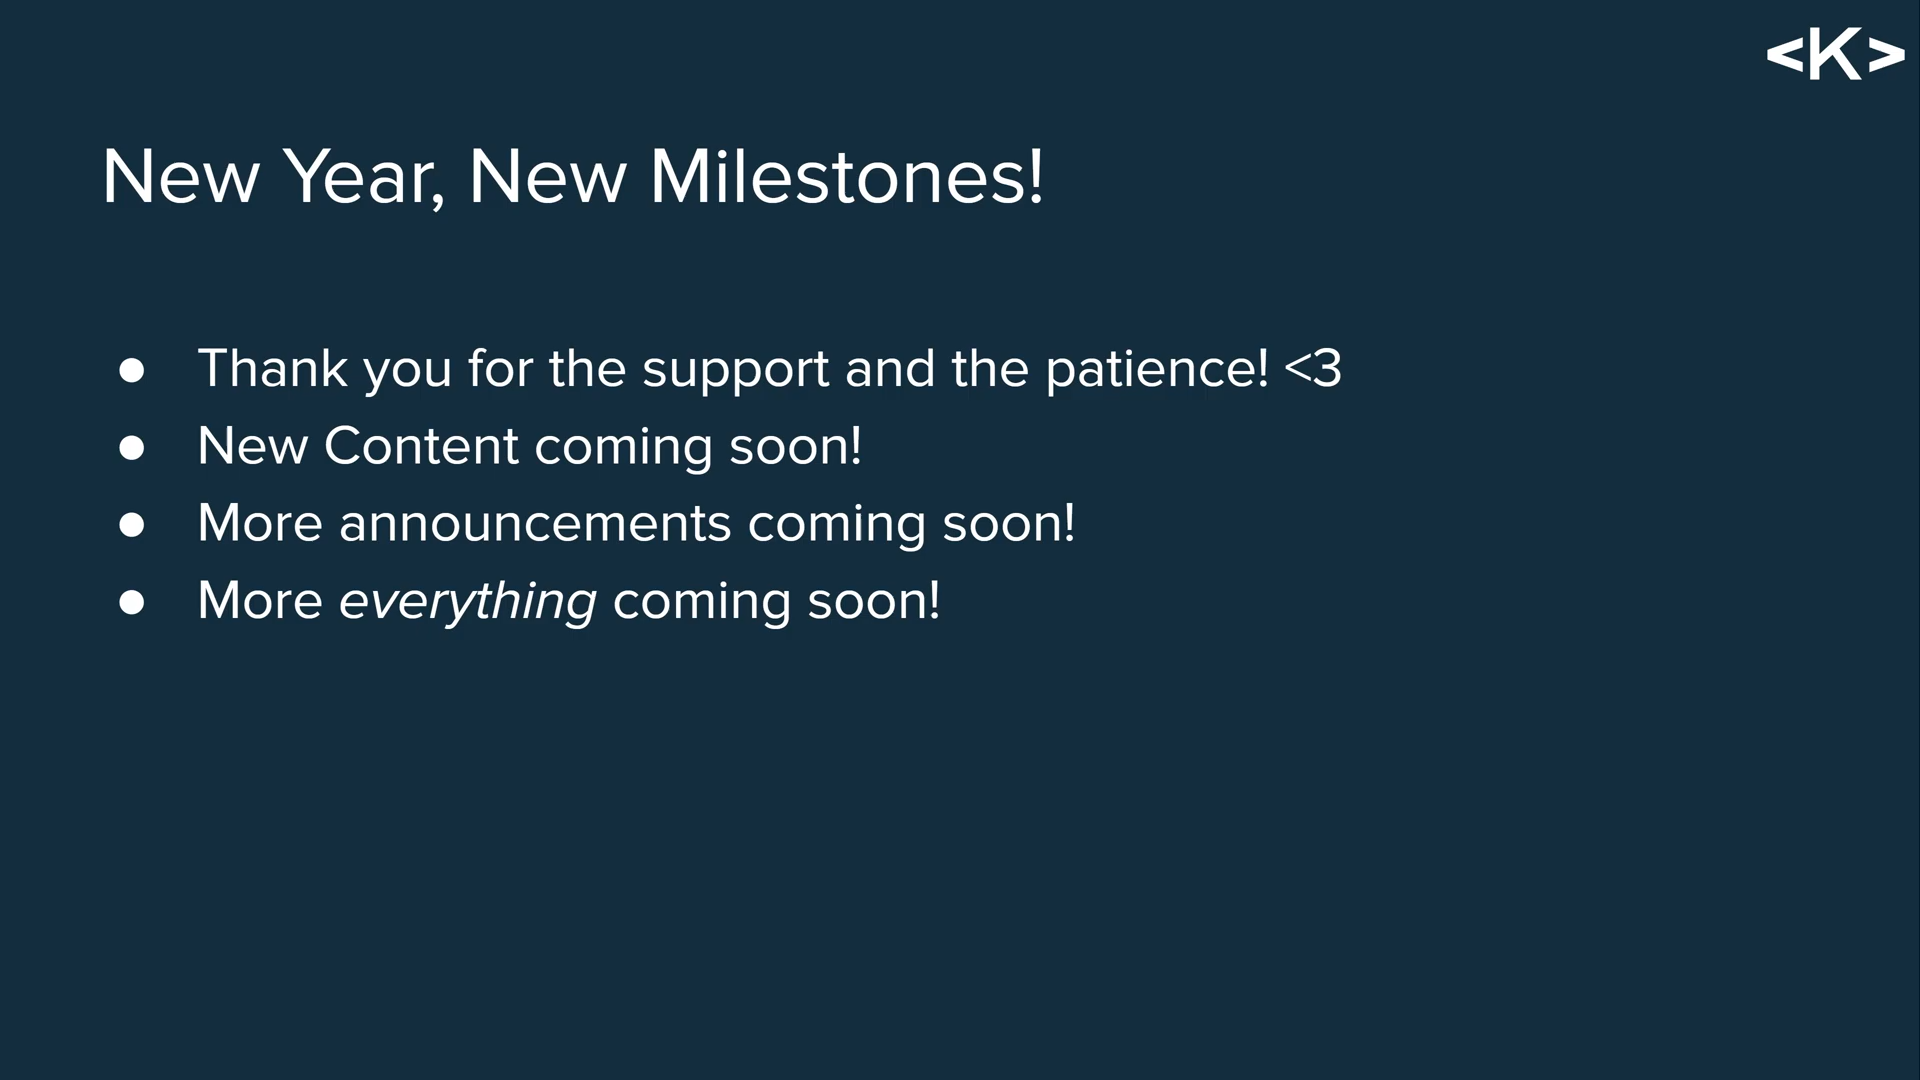 <K>
New Year, New Milestones!
● Thank you for the support and the patience! <3
● New Content coming soon!
● More announcements coming soon!
● More everything coming soon!